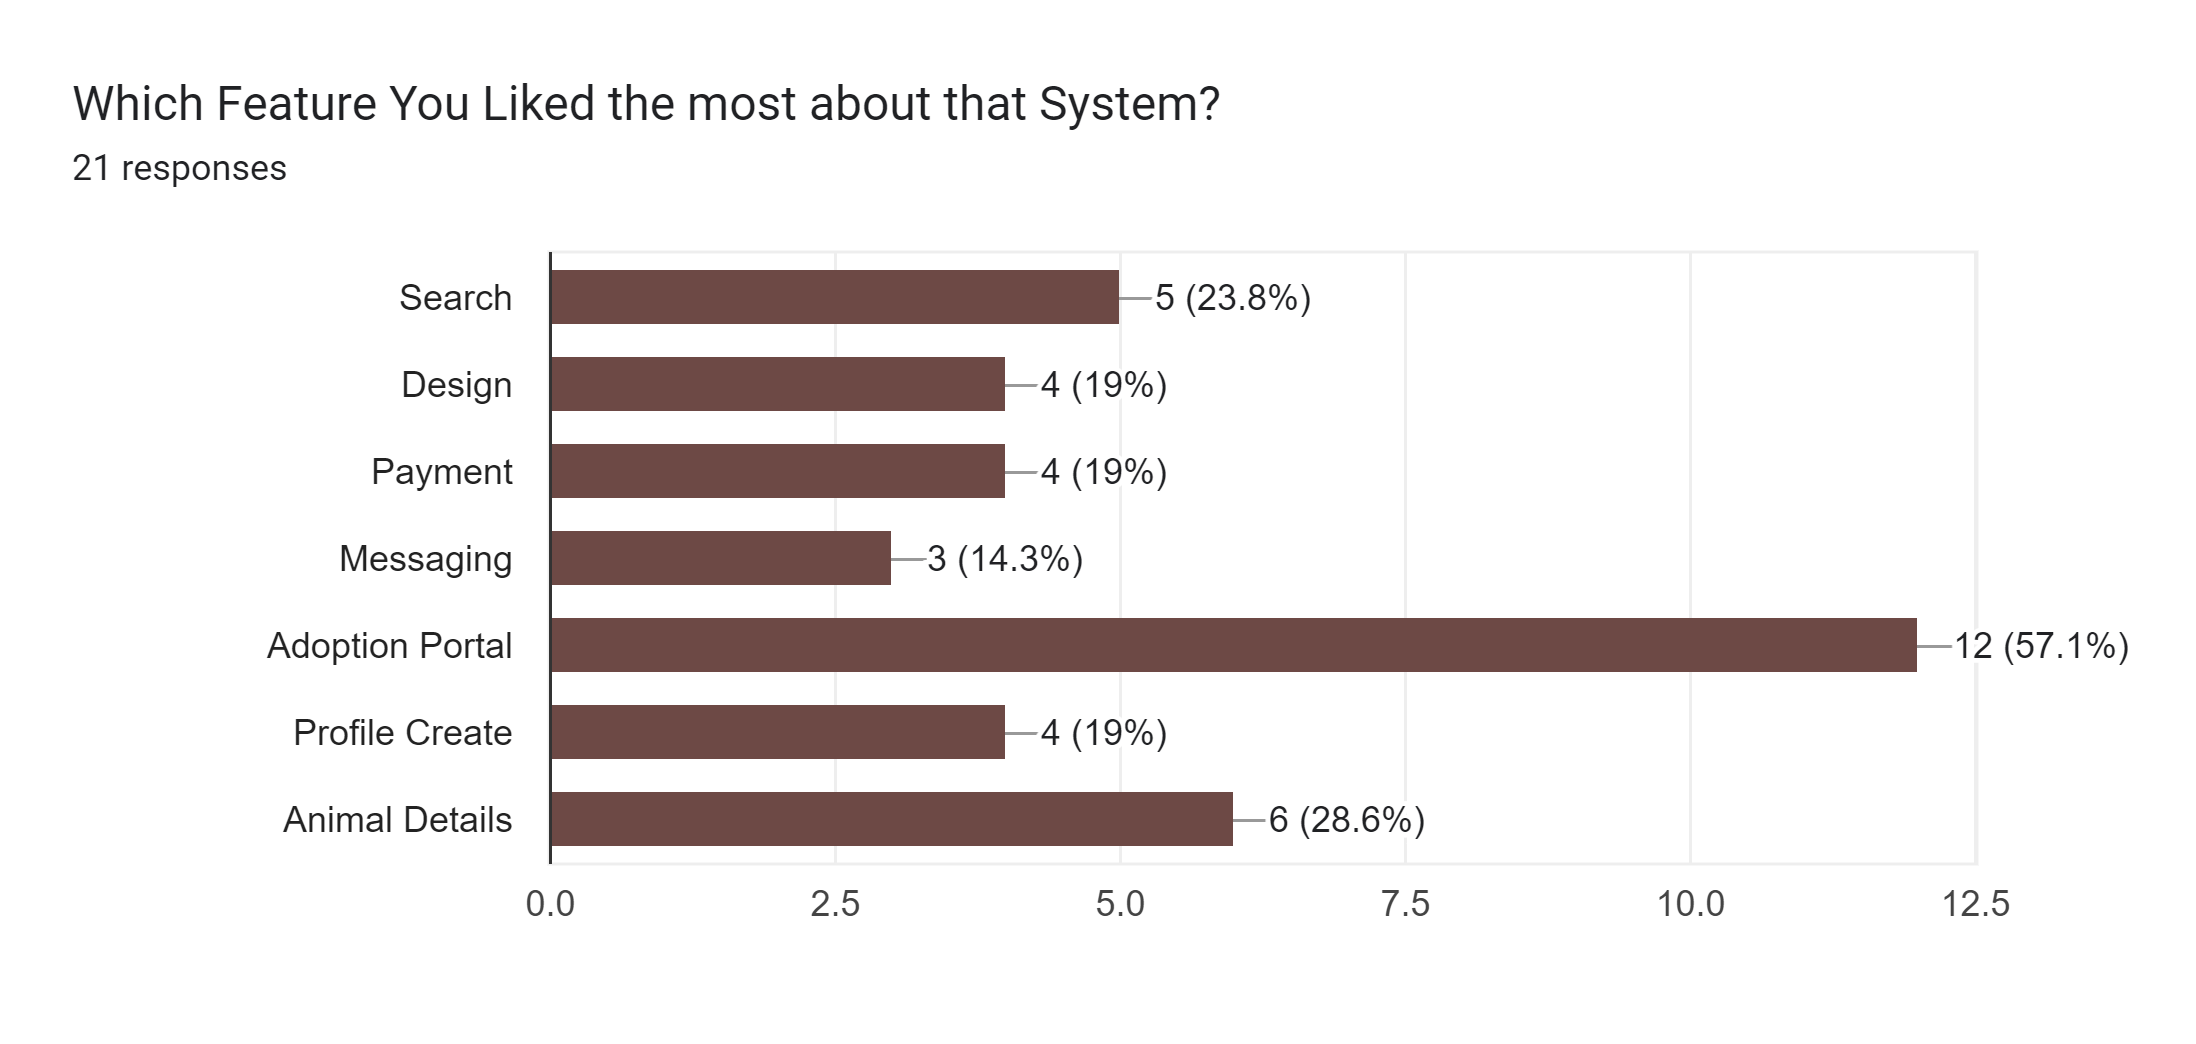 Which Feature You Liked the most about that System?
21 responses
Search 5 (23.8%)
Design 4 (19%)
Payment 4 (19%)
Messaging 3 (14.3%)
Adoption Portal 12 (57.1%)
Profile Create 4 (19%)
Animal Details 6 (28.6%)
0.0 2.5 5.0 7.5 10.0 12.5